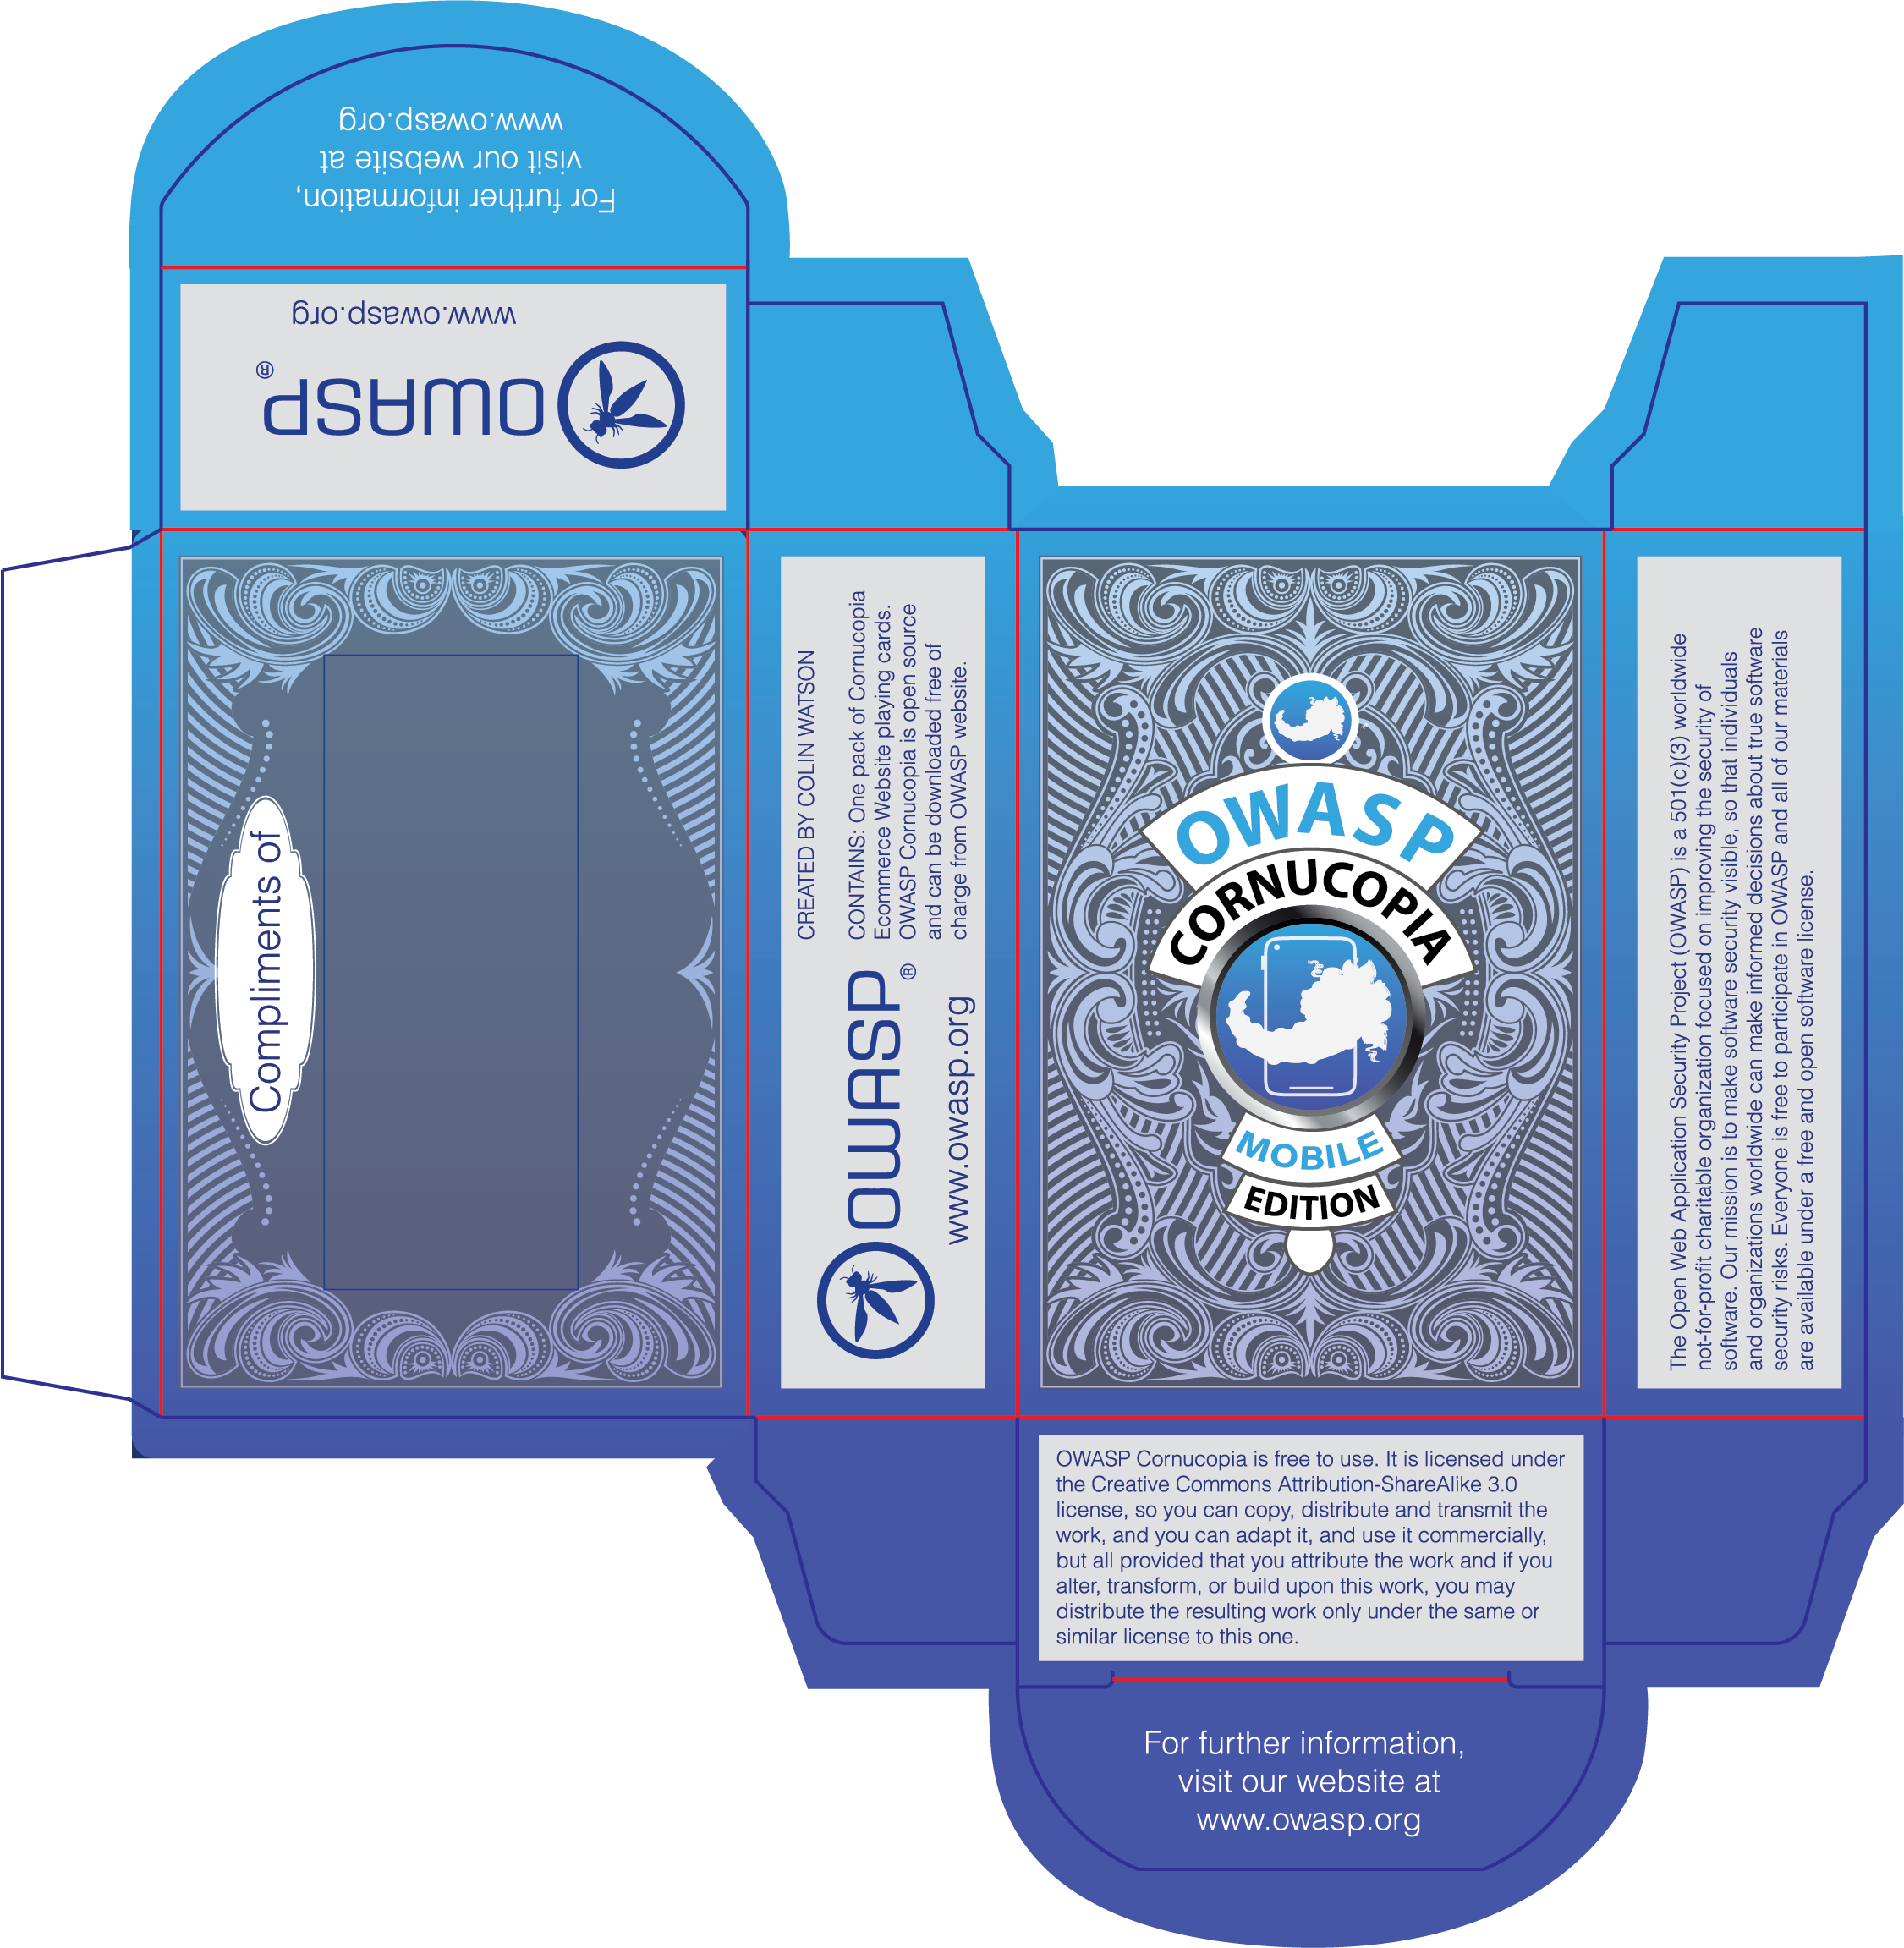 For further information,
visit our website at
www.owasp.org
OWASP®
www.owasp.org
Compliments of
CREATED BY COLIN WATSON
CONTAINS: One pack of Cornucopia
Ecommerce Website playing cards.
OWASP Cornucopia is open source
and can be downloaded free of
charge from OWASP website.
OWASP®
www.owasp.org
OWASP
CORNUCOPIA
MOBILE
EDITION
The Open Web Application Security Project (OWASP) is a 501(c)(3) worldwide
not-for-profit charitable organization focused on improving the security of
software. Our mission is to make software security visible, so that individuals
and organizations worldwide can make informed decisions about true software
security risks. Everyone is free to participate in OWASP and all of our materials
are available under a free and open software license.
OWASP Cornucopia is free to use. It is licensed under
the Creative Commons Attribution-ShareAlike 3.0
license, so you can copy, distribute and transmit the
work, and you can adapt it, and use it commercially,
but all provided that you attribute the work and if you
alter, transform, or build upon this work, you may
distribute the resulting work only under the same or
similar license to this one.
For further information,
visit our website at
www.owasp.org